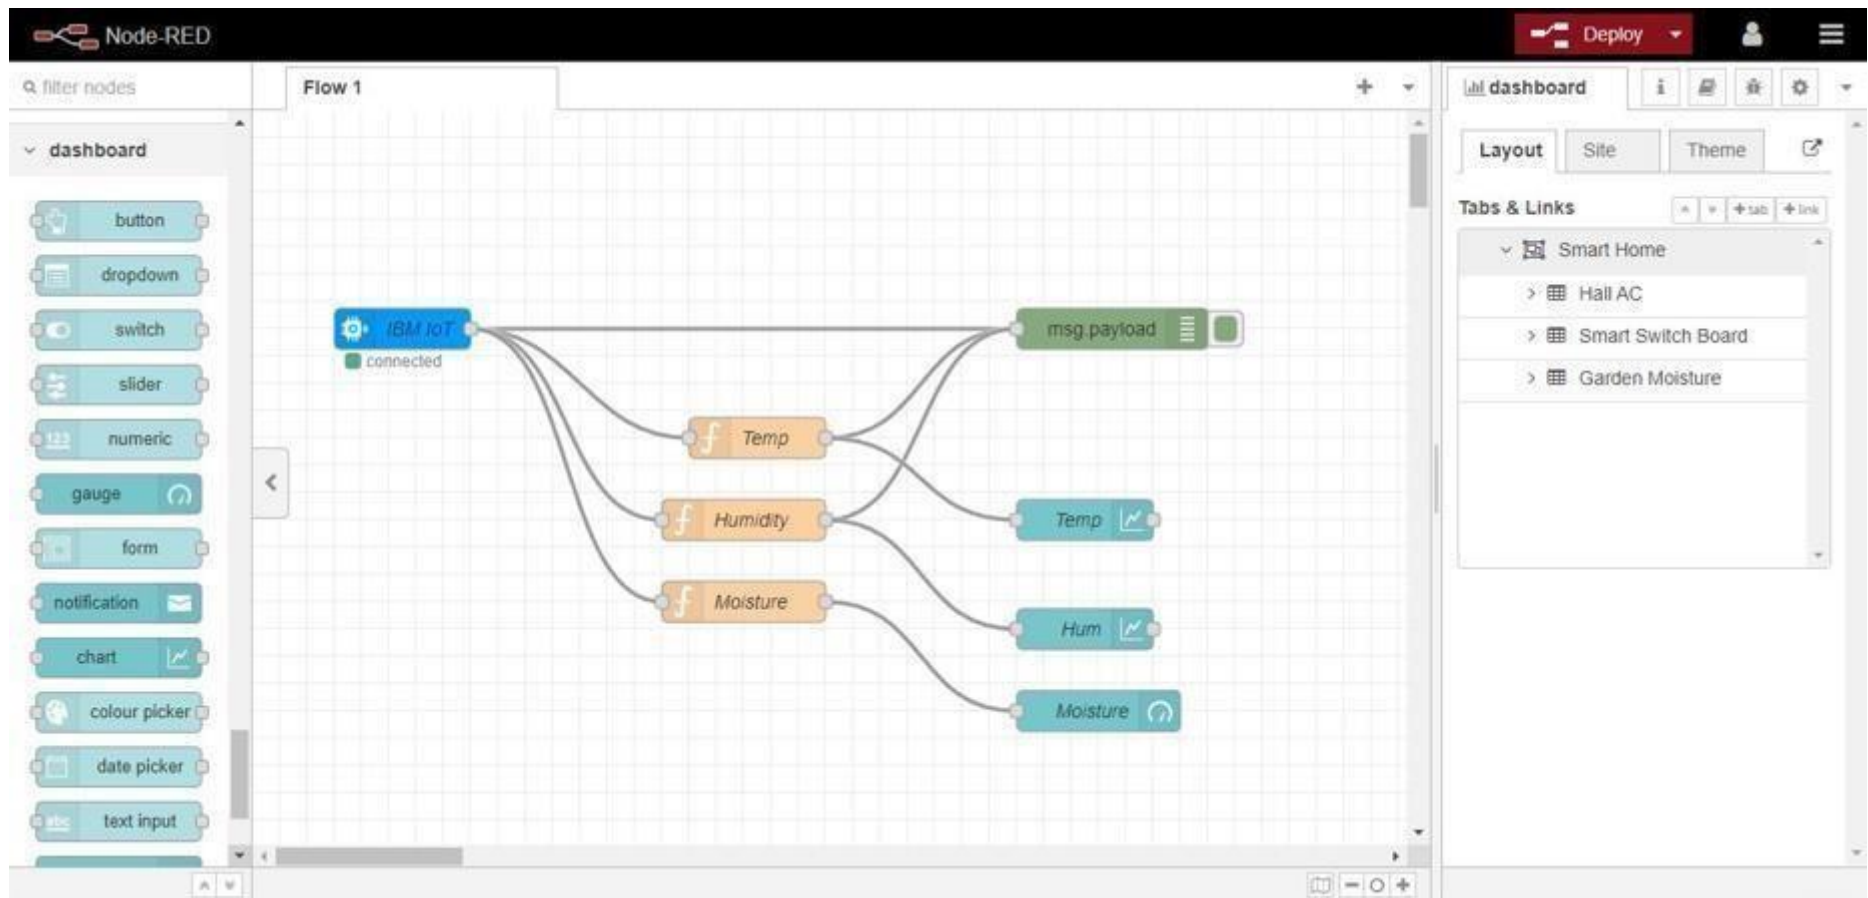 Node-RED
Deploy
filter nodes
Flow 1
dashboard
i
dashboard
Layout
Site
Theme
button
Tabs & Links
tab
link
dropdown
Smart Home
Hall AC
switch
IBM IoT
msg.payload
Smart Switch Board
connected
slider
Garden Moisture
123
numeric
Temp
gauge
Humidity
Temp
form
notification
Moisture
Hum
chart
colour picker
Moisture
date picker
abc
text input